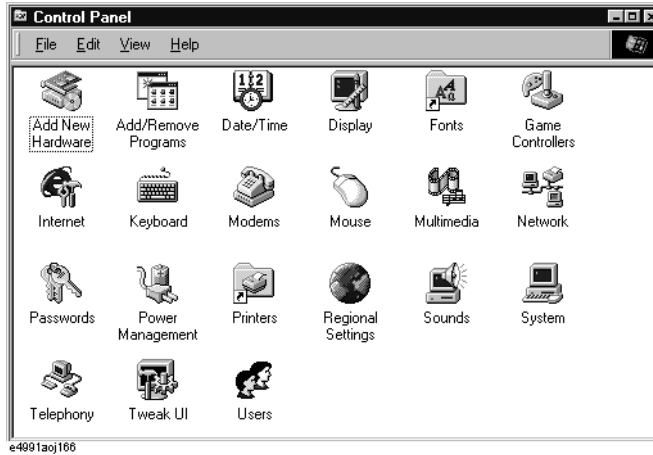 Control Panel
File Edit View Help
Add New Hardware
Add/Remove Programs
Date/Time
Display
Fonts
Game Controllers
Internet
Keyboard
Modems
Mouse
Multimedia
Network
Passwords
Power Management
Printers
Regional Settings
Sounds
System
Telephony
Tweak UI
Users
e4991aoj166